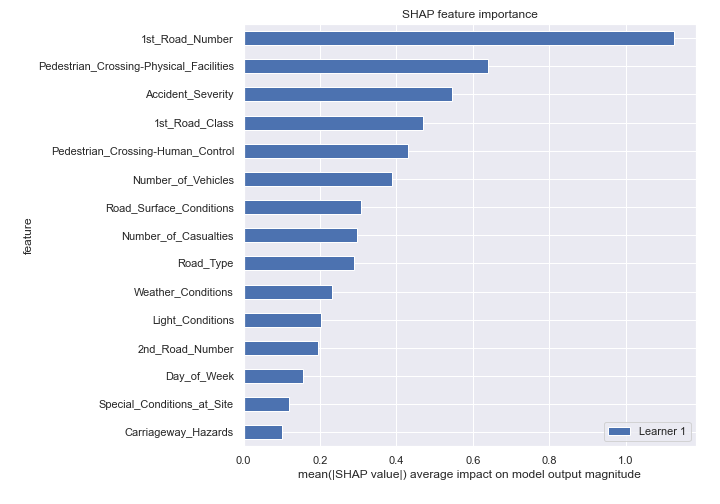 SHAP feature importance
1st_Road_Number
Pedestrian_Crossing-Physical_Facilities
Accident_Severity
1st_Road_Class
Pedestrian_Crossing-Human_Control
Number_of_Vehicles
Road_Surface_Conditions
Number_of_Casualties
Road_Type
Weather_Conditions
Light_Conditions
2nd_Road_Number
Day_of_Week
Special_Conditions_at_Site
Carriageway_Hazards
feature
Learner 1
0.0 0.2 0.4 0.6 0.8 1.0
mean(|SHAP value|) average impact on model output magnitude